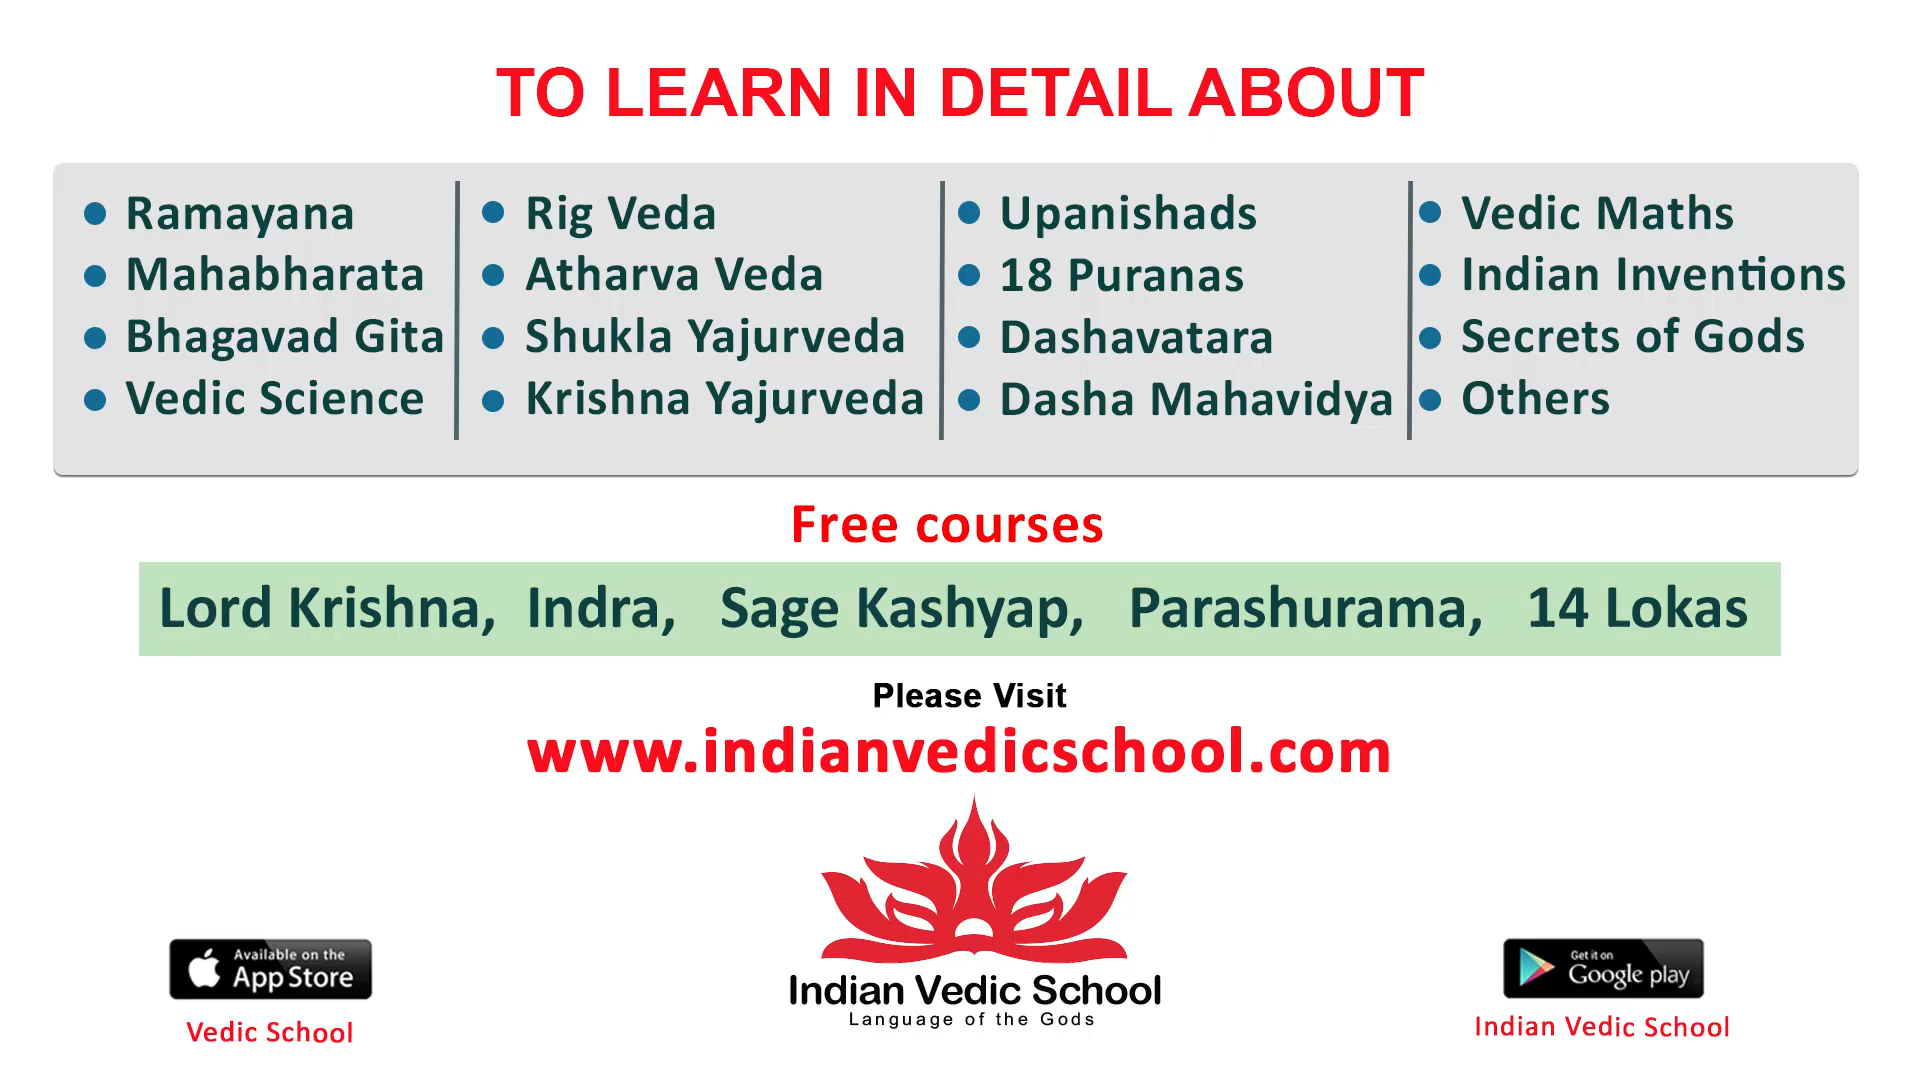 TO LEARN IN DETAIL ABOUT
Ramayana
Mahabharata
Bhagavad Gita
Vedic Science
Rig Veda
Atharva Veda
Shukla Yajurveda
Krishna Yajurveda
Upanishads
18 Puranas
Dashavatara
Dasha Mahavidya
Vedic Maths
Indian Inventions
Secrets of Gods
Others
Free courses
Lord Krishna, Indra, Sage Kashyap, Parashurama, 14 Lokas
Please Visit
www.indianvedicschool.com
Indian Vedic School
Language of the Gods
Available on the
App Store
Vedic School
Get it on
Google play
Indian Vedic School